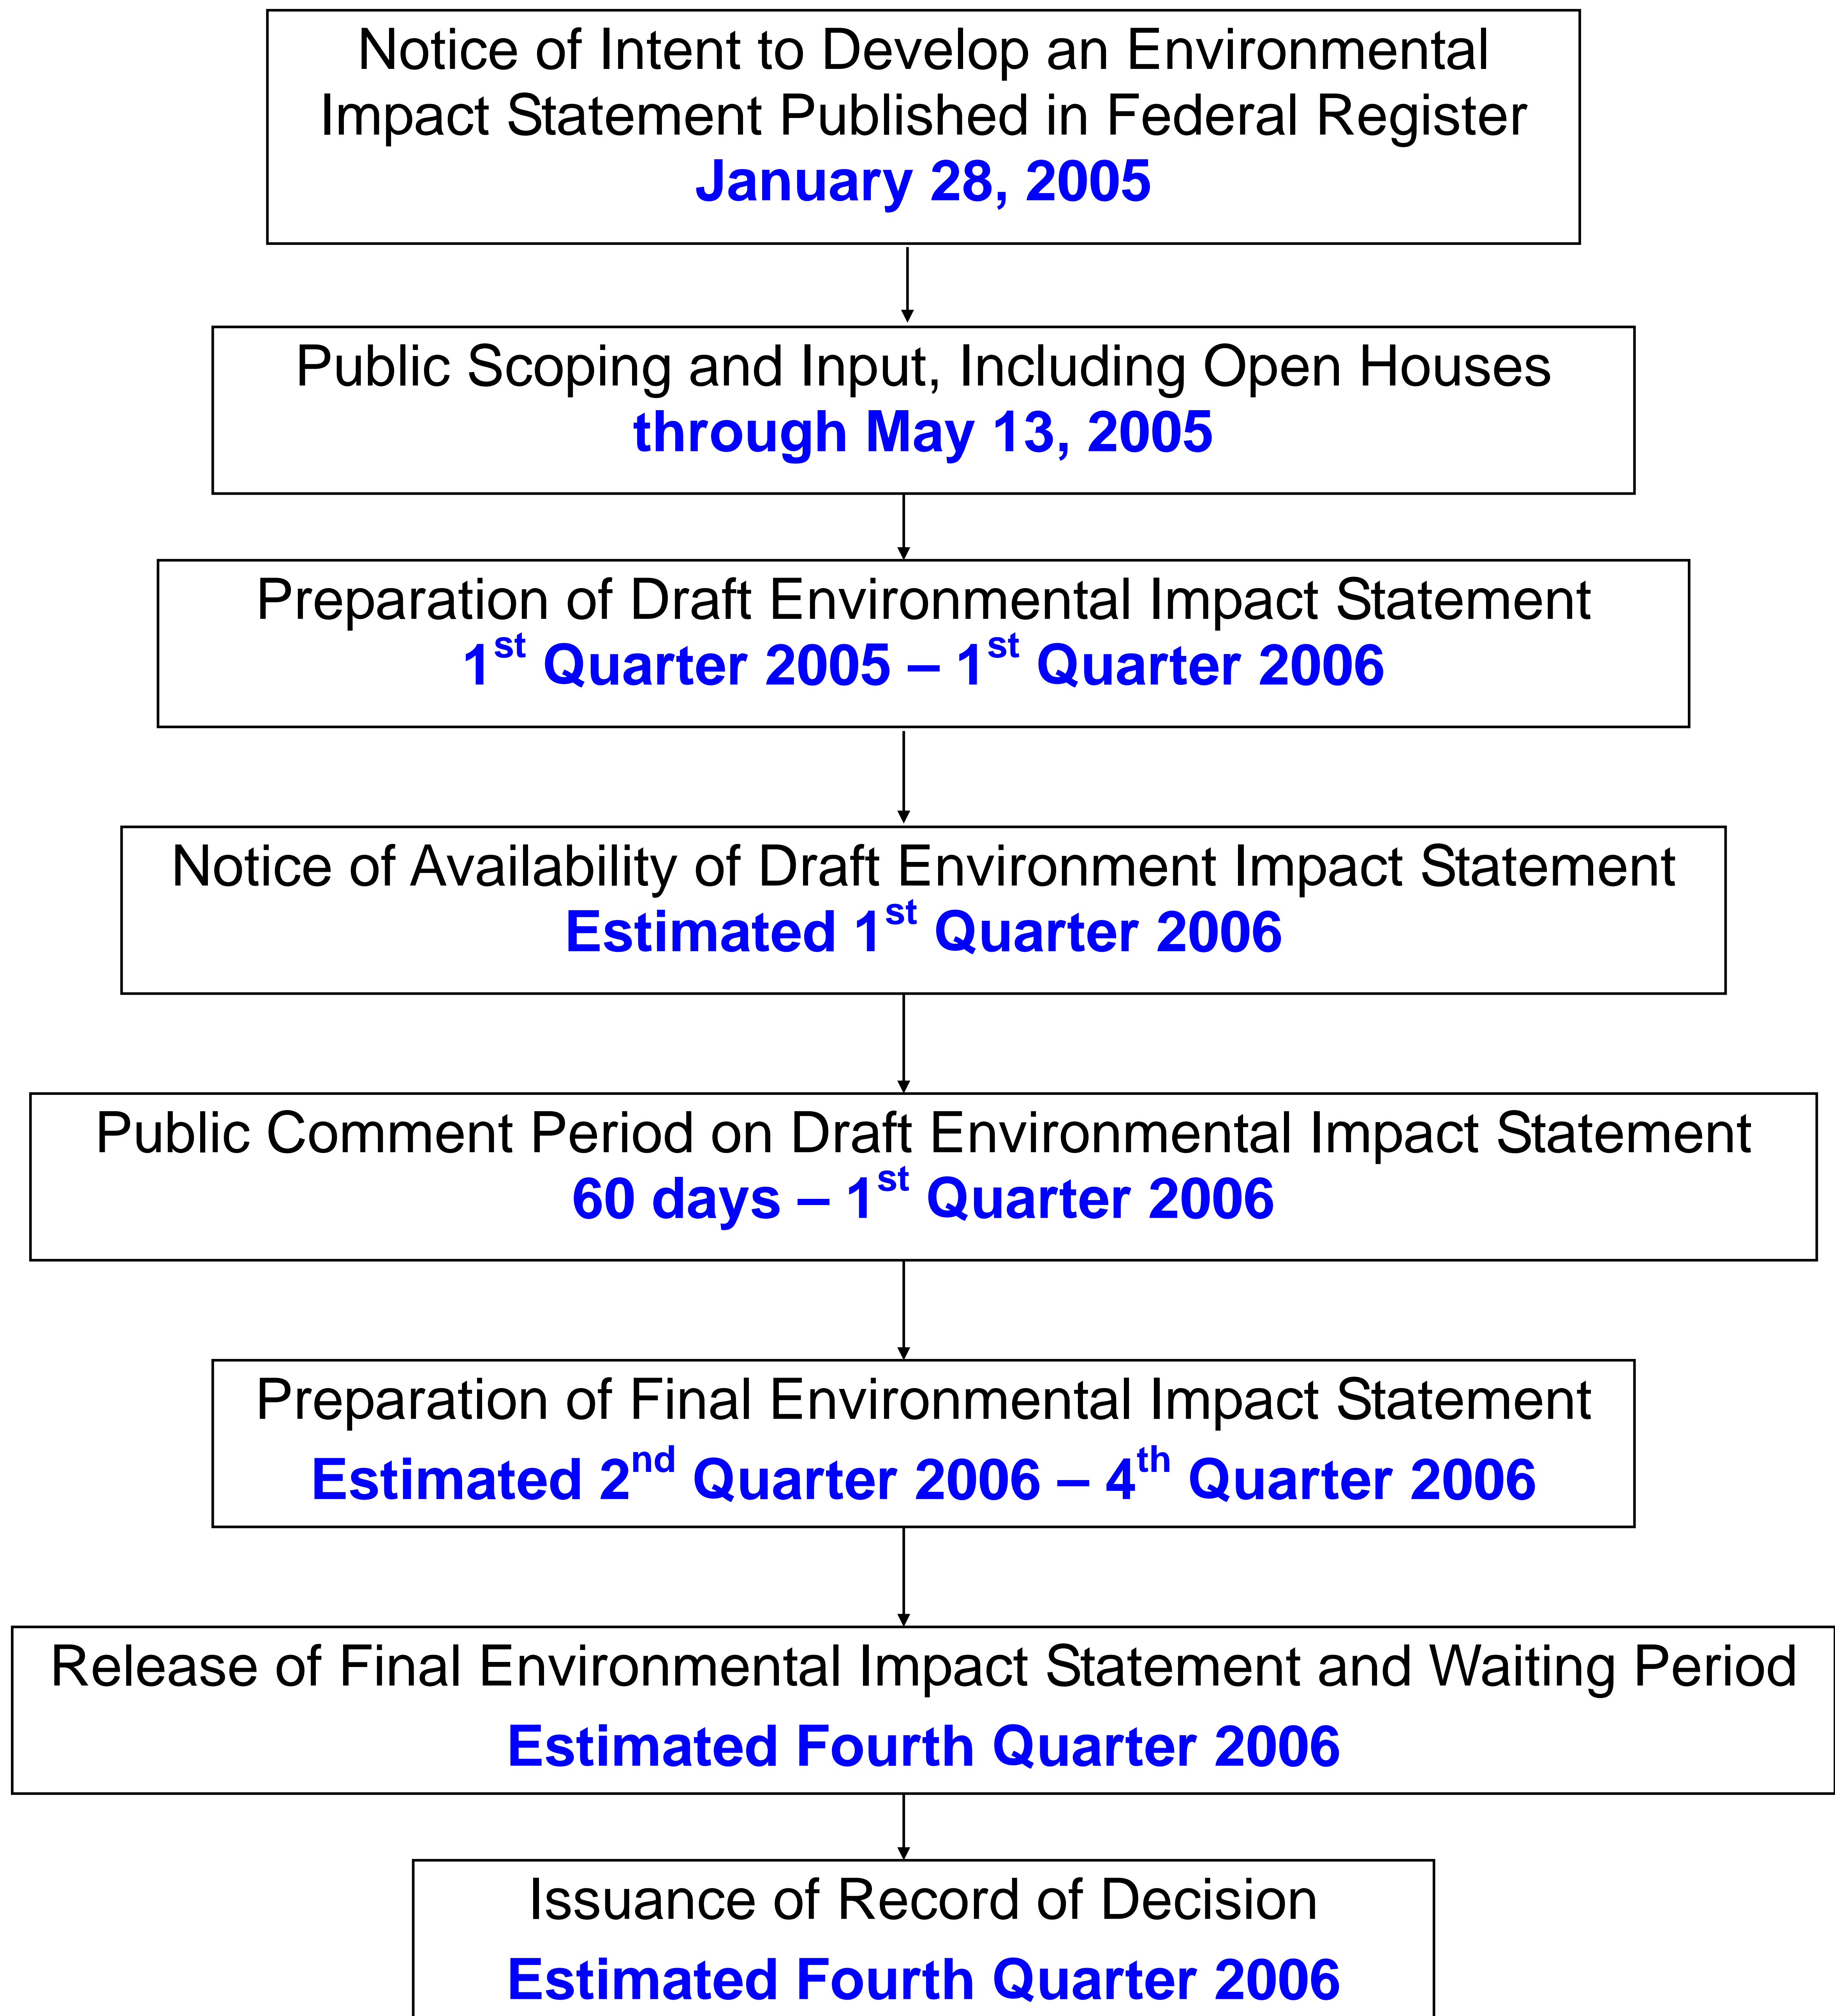 Notice of Intent to Develop an Environmental
Impact Statement Published in Federal Register
January 28, 2005
Public Scoping and Input, Including Open Houses
through May 13, 2005
Preparation of Draft Environmental Impact Statement
1st Quarter 2005 – 1st Quarter 2006
Notice of Availability of Draft Environment Impact Statement
Estimated 1st Quarter 2006
Public Comment Period on Draft Environmental Impact Statement
60 days – 1st Quarter 2006
Preparation of Final Environmental Impact Statement
Estimated 2nd Quarter 2006 – 4th Quarter 2006
Release of Final Environmental Impact Statement and Waiting Period
Estimated Fourth Quarter 2006
Issuance of Record of Decision
Estimated Fourth Quarter 2006